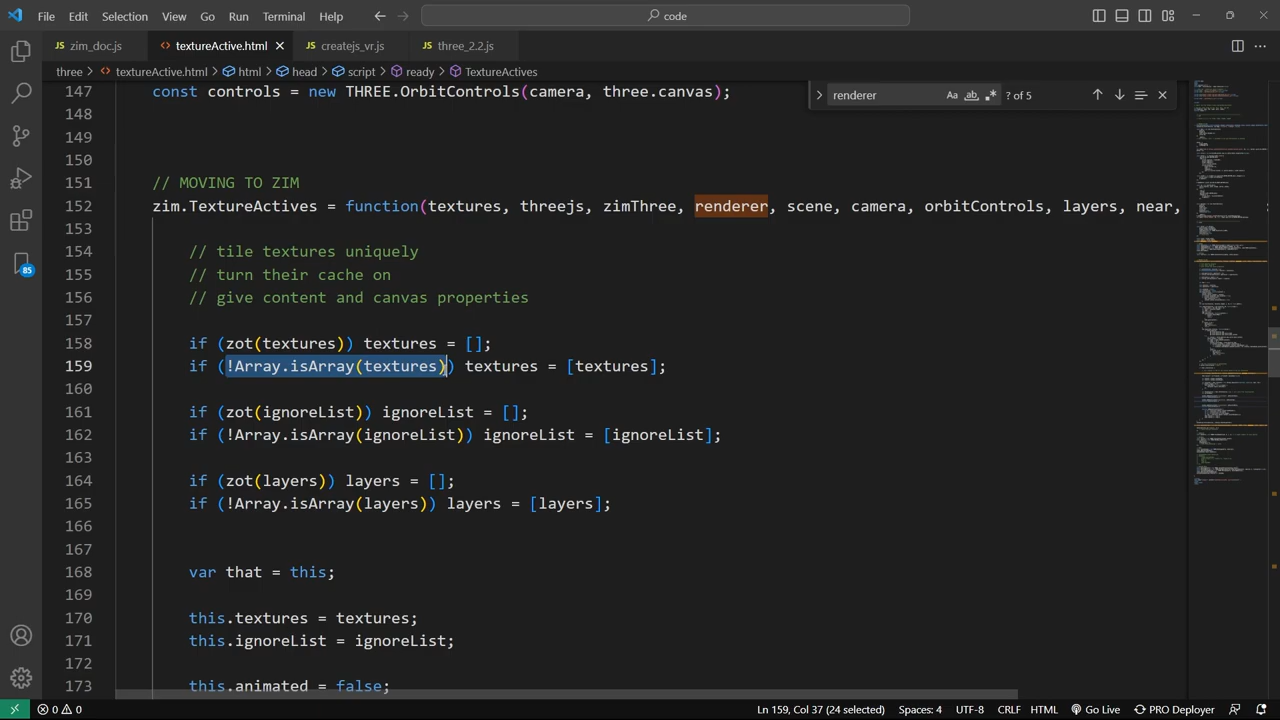 File Edit Selection View Go Run Terminal Help code
zim_doc.js textureActive.html createjs_vr.js three_2.2.js
three > textureActive.html > html > head > script > ready > TextureActives
renderer ab ? of 5
147 const controls = new THREE.OrbitControls(camera, three.canvas);
148
149
150
151 // MOVING TO ZIM
152 zim.TextureActives = function(textures, threejs, zimThree, renderer, scene, camera, orbitControls, layers, near,
153
154 // tile textures uniquely
155 // turn their cache on
156 // give content and canvas properties
157
158 if (zot(textures)) textures = [];
159 if (!Array.isArray(textures)) textures = [textures];
160
161 if (zot(ignoreList)) ignoreList = [];
162 if (!Array.isArray(ignoreList)) ignoreList = [ignoreList];
163
164 if (zot(layers)) layers = [];
165 if (!Array.isArray(layers)) layers = [layers];
166
167
168 var that = this;
169
170 this.textures = textures;
171 this.ignoreList = ignoreList;
172
173 this.animated = false;
85
0 0 Ln 159, Col 37 (24 selected) Spaces: 4 UTF-8 CRLF HTML Go Live PRO Deployer